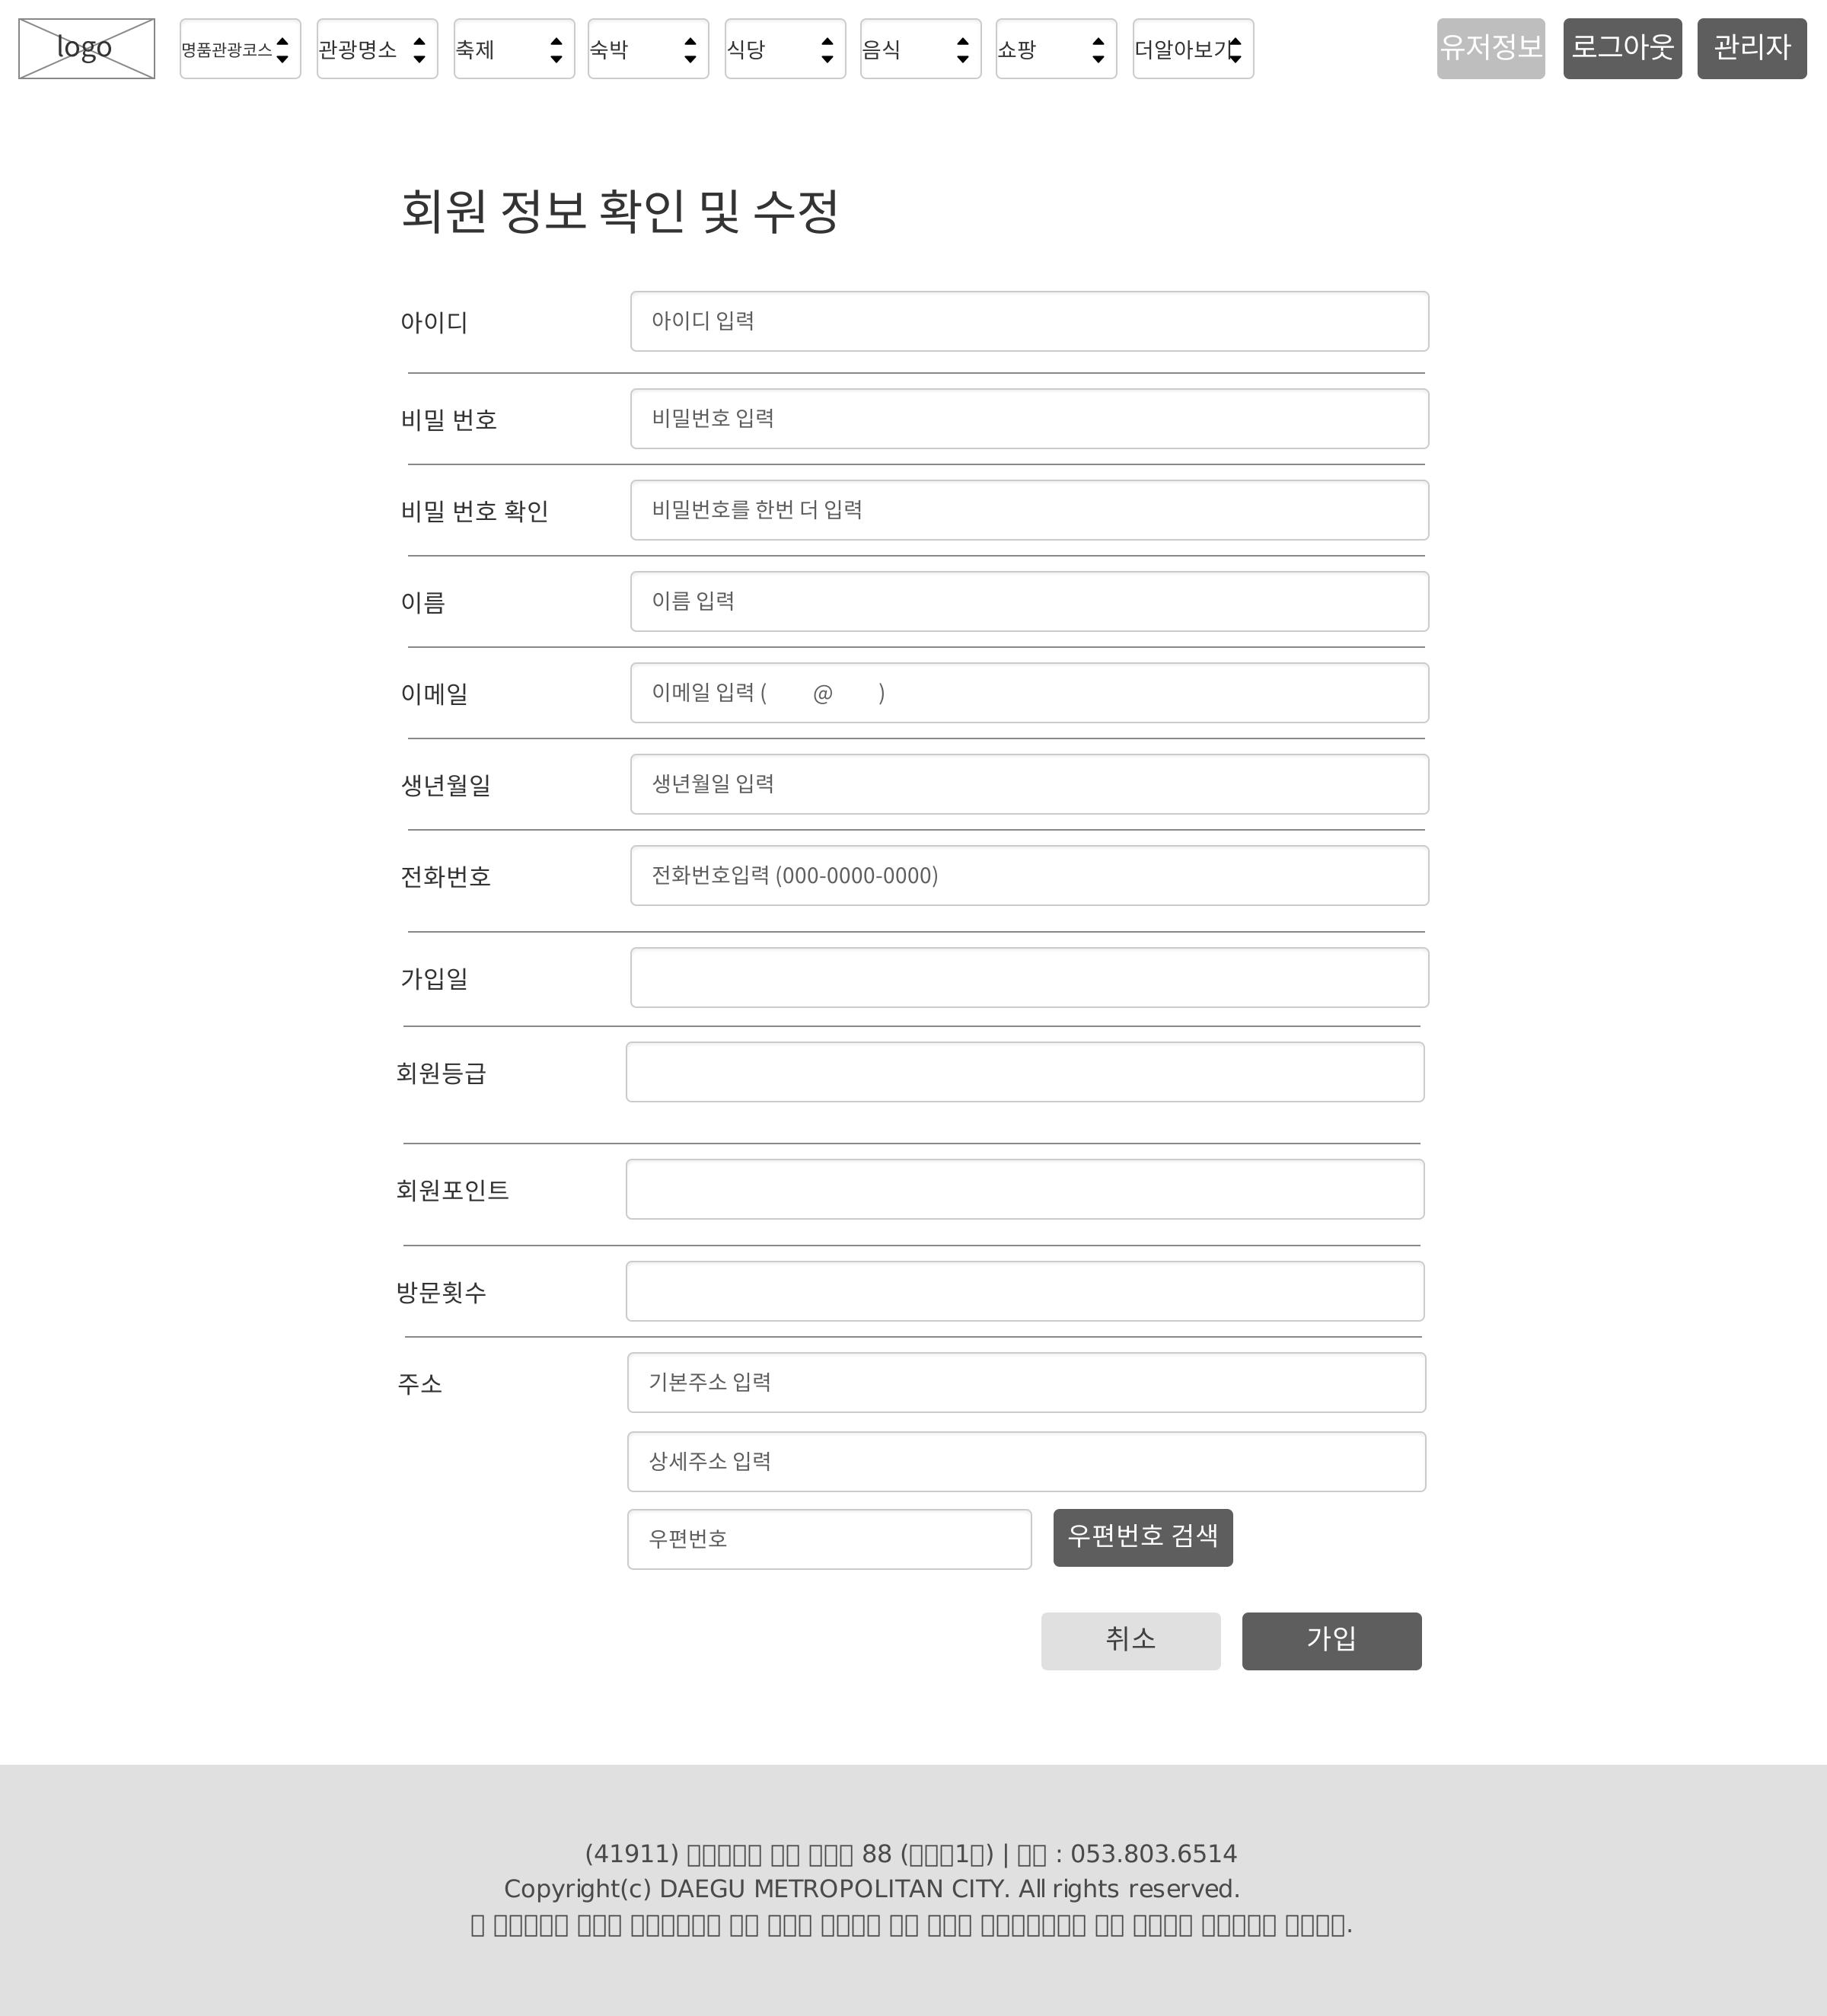 logo 명품관광코스 관광명소 축제 숙박 식당 음식 쇼팡 더알아보기 유저정보 로그아웃 관리자
회원 정보 확인 및 수정
아이디 아이디 입력
비밀 번호 비밀번호 입력
비밀 번호 확인 비밀번호를 한번 더 입력
이름 이름 입력
이메일 이메일 입력 ( @ )
생년월일 생년월일 입력
전화번호 전화번호입력 (000-0000-0000)
가입일
회원등급
회원포인트
방문횟수
주소 기본주소 입력
상세주소 입력
우편번호 우편번호 검색
취소 가입
(41911) 88 ( 1 ) | : 053.803.6514
Copyright(c) DAEGU METROPOLITAN CITY. All rights reserved.